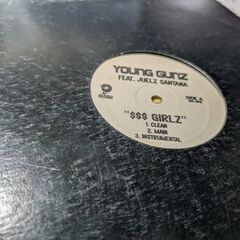 YOUNG GUNZ
FEAT. JUELZ SANTANA
SIDE A
"$$$ GIRLZ"
1. CLEAN
2. MAIN
3. INSTRUMENTAL